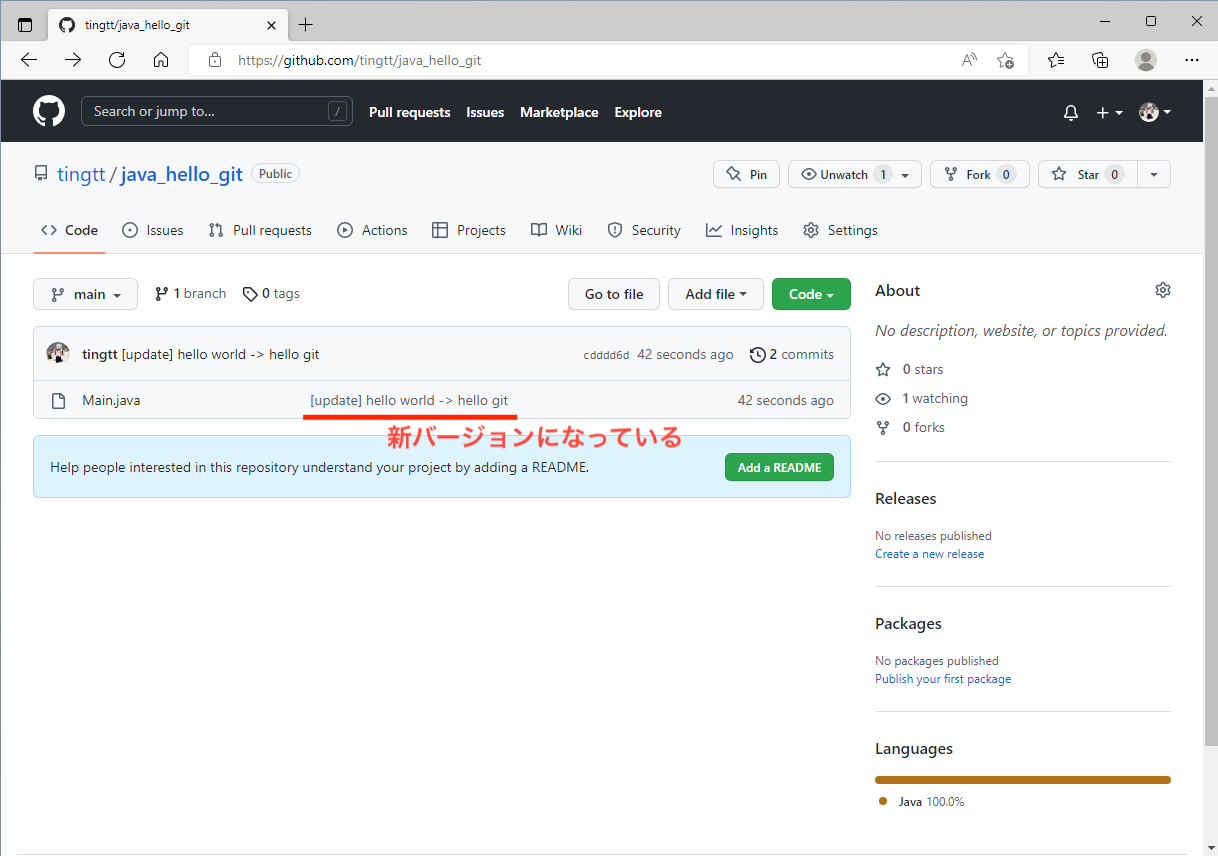 tingtt/java_hello_git
https://github.com/tingtt/java_hello_git
Search or jump to... /
Pull requests Issues Marketplace Explore
tingtt / java_hello_git Public
Pin Unwatch 1 Fork 0 Star 0
Code Issues Pull requests Actions Projects Wiki Security Insights Settings
main 1 branch 0 tags
Go to file Add file Code
tingtt [update] hello world -> hello git cdddd6d 42 seconds ago 2 commits
Main.java [update] hello world -> hello git 42 seconds ago
新バージョンになっている
Help people interested in this repository understand your project by adding a README. Add a README
About
No description, website, or topics provided.
0 stars
1 watching
0 forks
Releases
No releases published
Create a new release
Packages
No packages published
Publish your first package
Languages
Java 100.0%